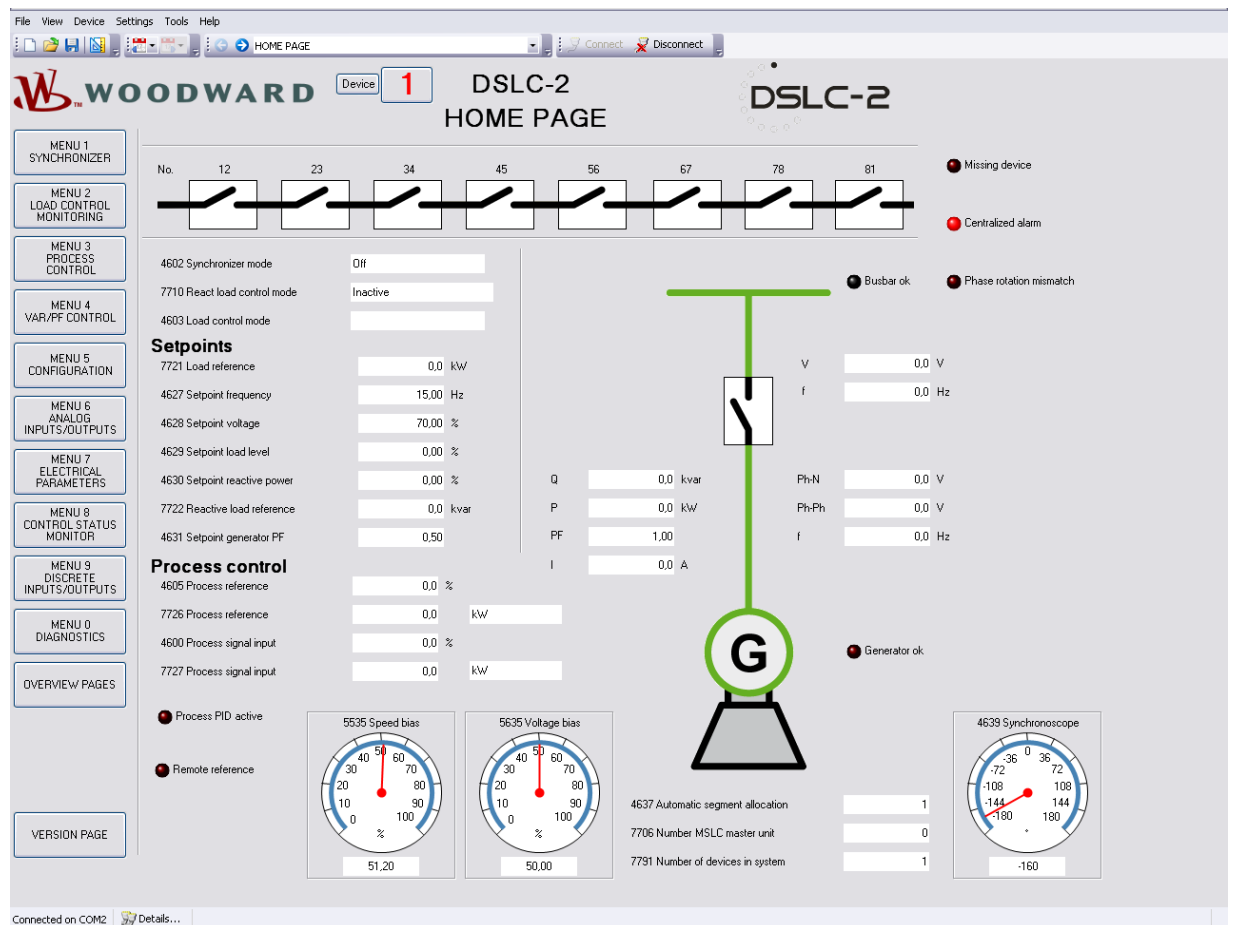 File View Device Settings Tools Help
HOME PAGE
Connect
Disconnect
WOODWARD
Device
1
DSLC-2
HOME PAGE
DSLC-2
MENU 1
SYNCHRONIZER
MENU 2
LOAD CONTROL
MONITORING
MENU 3
PROCESS
CONTROL
MENU 4
VAR/PF CONTROL
MENU 5
CONFIGURATION
MENU 6
ANALOG
INPUTS/OUTPUTS
MENU 7
ELECTRICAL
PARAMETERS
MENU 8
CONTROL STATUS
MONITOR
MENU 9
DISCRETE
INPUTS/OUTPUTS
MENU 0
DIAGNOSTICS
OVERVIEW PAGES
VERSION PAGE
No. 12 23 34 45 56 67 78 81
Missing device
Centralized alarm
Busbar ok
Phase rotation mismatch
4602 Synchronizer mode Off
7710 React load control mode Inactive
4603 Load control mode
Setpoints
7721 Load reference 0,0 kW
4627 Setpoint frequency 15,00 Hz
4628 Setpoint voltage 70,00 %
4629 Setpoint load level 0,00 %
4630 Setpoint reactive power 0,00 %
7722 Reactive load reference 0,0 kvar
4631 Setpoint generator PF 0,50
Process control
4605 Process reference 0,0 %
7726 Process reference 0,0 kW
4600 Process signal input 0,0 %
7727 Process signal input 0,0 kW
Process PID active
Remote reference
V 0,0 V
f 0,0 Hz
Q 0,0 kvar
P 0,0 kW
PF 1,00
I 0,0 A
Ph-N 0,0 V
Ph-Ph 0,0 V
f 0,0 Hz
G
Generator ok
5535 Speed bias
0 10 20 30 40 50 60 70 80 90 100
%
51,20
5635 Voltage bias
0 10 20 30 40 50 60 70 80 90 100
%
50,00
4637 Automatic segment allocation 1
7706 Number MSLC master unit 0
7791 Number of devices in system 1
4639 Synchronoscope
-180 -144 -108 -72 -36 0 36 72 108 144 180
°
-160
Connected on COM2
Details...